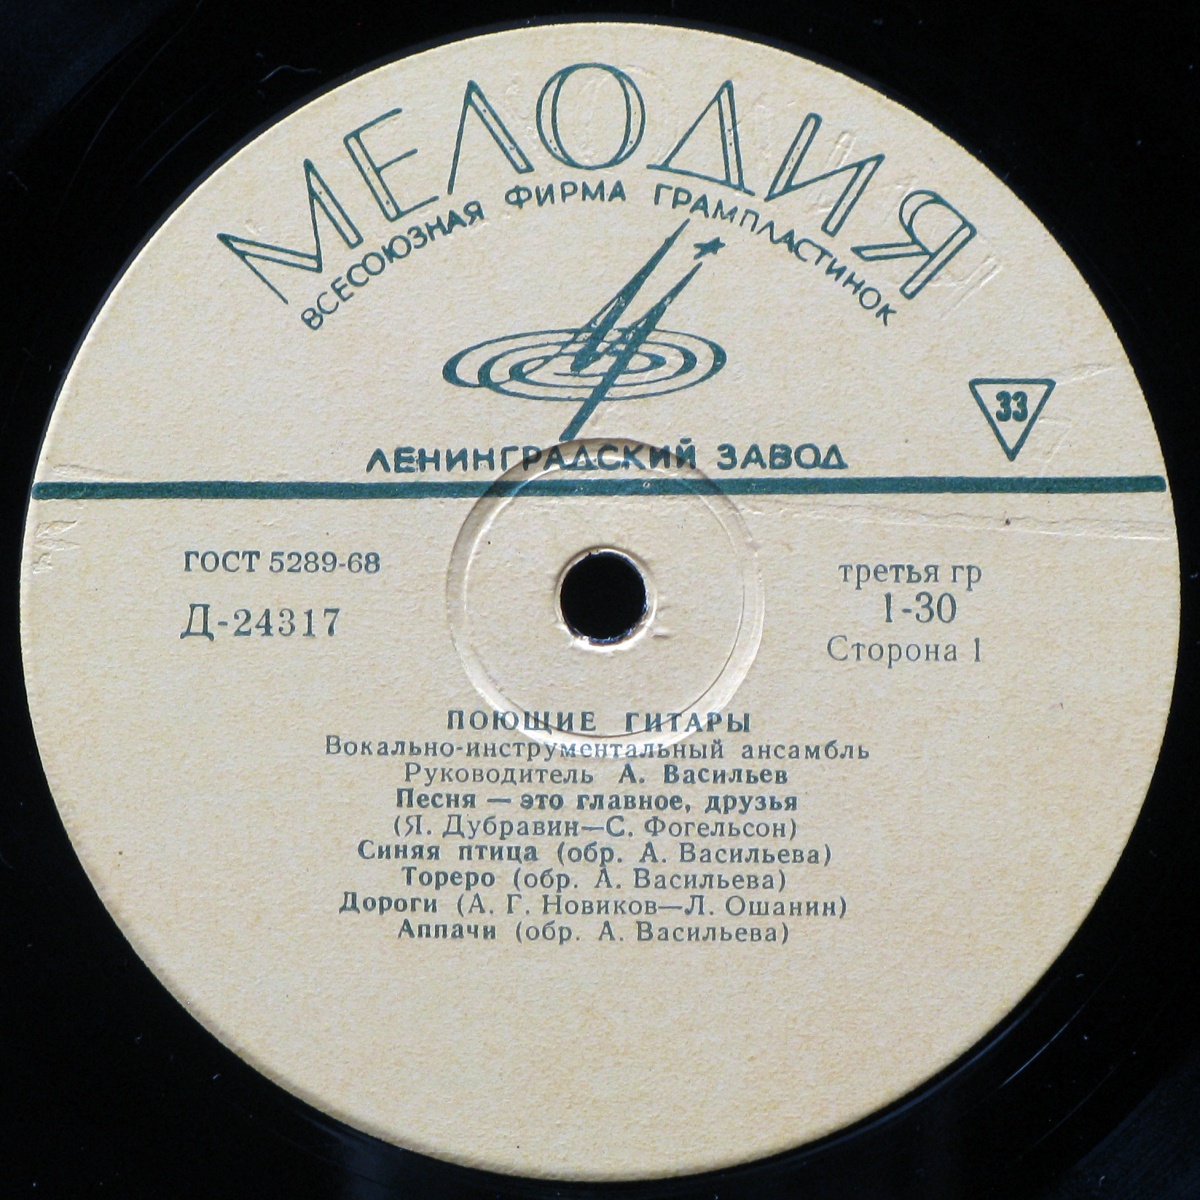 МЕЛОДИЯ
ВСЕСОЮЗНАЯ ФИРМА ГРАМПЛАСТИНОК
33
ЛЕНИНГРАДСКИЙ ЗАВОД
ГОСТ 5289-68
Д-24317
третья гр
1-30
Сторона 1
ПОЮЩИЕ ГИТАРЫ
Вокально-инструментальный ансамбль
Руководитель А. Васильев
Песня — это главное, друзья
(Я. Дубравин—С. Фогельсон)
Синяя птица (обр. А. Васильева)
Тореро (обр. А. Васильева)
Дороги (А. Г. Новиков—Л. Ошанин)
Аппачи (обр. А. Васильева)